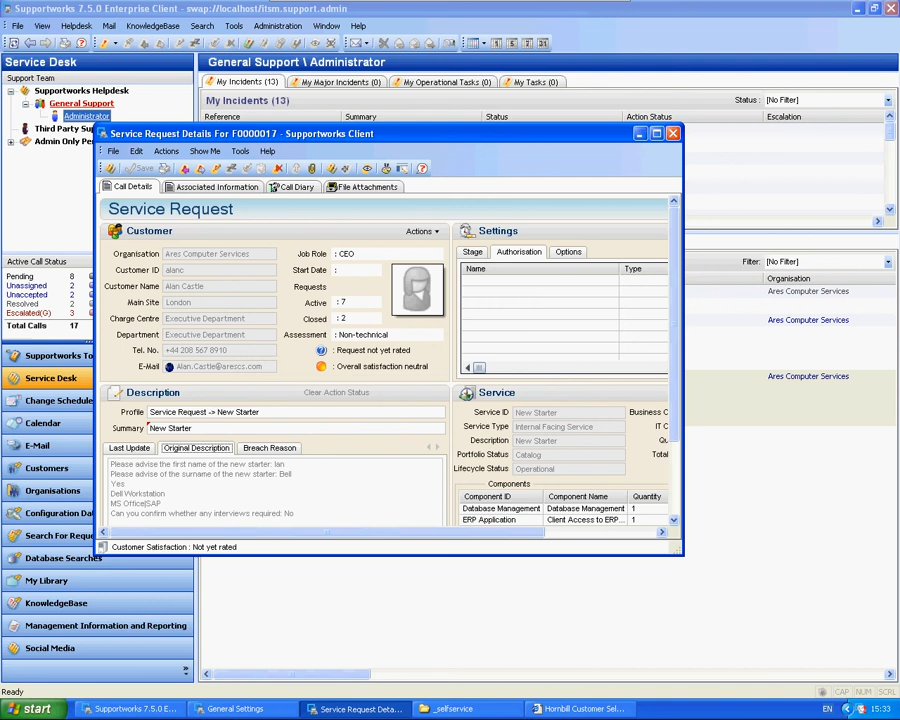 Supportworks 7.5.0 Enterprise Client - swap://localhost/itsm.support.admin
File View Helpdesk Mail KnowledgeBase Search Tools Administration Window Help
Service Desk
General Support \ Administrator
Support Team
Supportworks Helpdesk
General Support
Administrator
Third Party Su
Admin Only Per
My Incidents (13) My Major Incidents (0) My Operational Tasks (0) My Tasks (0)
My Incidents (13)
Status : [No Filter]
Reference Summary Status Action Status Escalation
Service Request Details For F0000017 - Supportworks Client
File Edit Actions Show Me Tools Help
Save
Call Details Associated Information Call Diary File Attachments
Service Request
Customer
Actions
Organisation Ares Computer Services
Customer ID alanc
Customer Name Alan Castle
Main Site London
Charge Centre Executive Department
Department Executive Department
Tel. No. +44 208 567 8910
E-Mail Alan.Castle@arescs.com
Job Role : CEO
Start Date :
Requests
Active : 7
Closed : 2
Assessment : Non-technical
: Request not yet rated
: Overall satisfaction neutral
Settings
Stage Authorisation Options
Name Type
Description
Clear Action Status
Profile Service Request -> New Starter
Summary New Starter
Last Update Original Description Breach Reason
Please advise the first name of the new starter: Ian
Please advise of the surname of the new starter: Bell
Yes
Dell Workstation
MS Office|SAP
Can you confirm whether any interviews required: No
Service
Service ID New Starter
Service Type Internal Facing Service
Description New Starter
Portfolio Status Catalog
Lifecycle Status Operational
Business C
IT C
Qu
Total
Components
Component ID Component Name Quantity
Database Management Database Management 1
ERP Application Client Access to ERP... 1
Customer Satisfaction : Not yet rated
Filter: [No Filter]
Organisation
Ares Computer Services
Ares Computer Services
Ares Computer Services
Active Call Status
Pending 8
Unassigned 2
Unaccepted 2
Resolved 2
Escalated(G) 3
Total Calls 17
Supportworks To
Service Desk
Change Schedule
Calendar
E-Mail
Customers
Organisations
Configuration Dat
Search For Reque
Database Searches
My Library
KnowledgeBase
Management Information and Reporting
Social Media
Ready
CAP NUM SCRL
start Supportworks 7.5.0 E... General Settings Service Request Deta... _selfservice Hornbill Customer Sel... EN 15:33